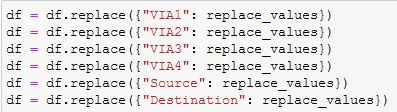 df = df.replace({"VIA1": replace_values})
df = df.replace({"VIA2": replace_values})
df = df.replace({"VIA3": replace_values})
df = df.replace({"VIA4": replace_values})
df = df.replace({"Source": replace_values})
df = df.replace({"Destination": replace_values})